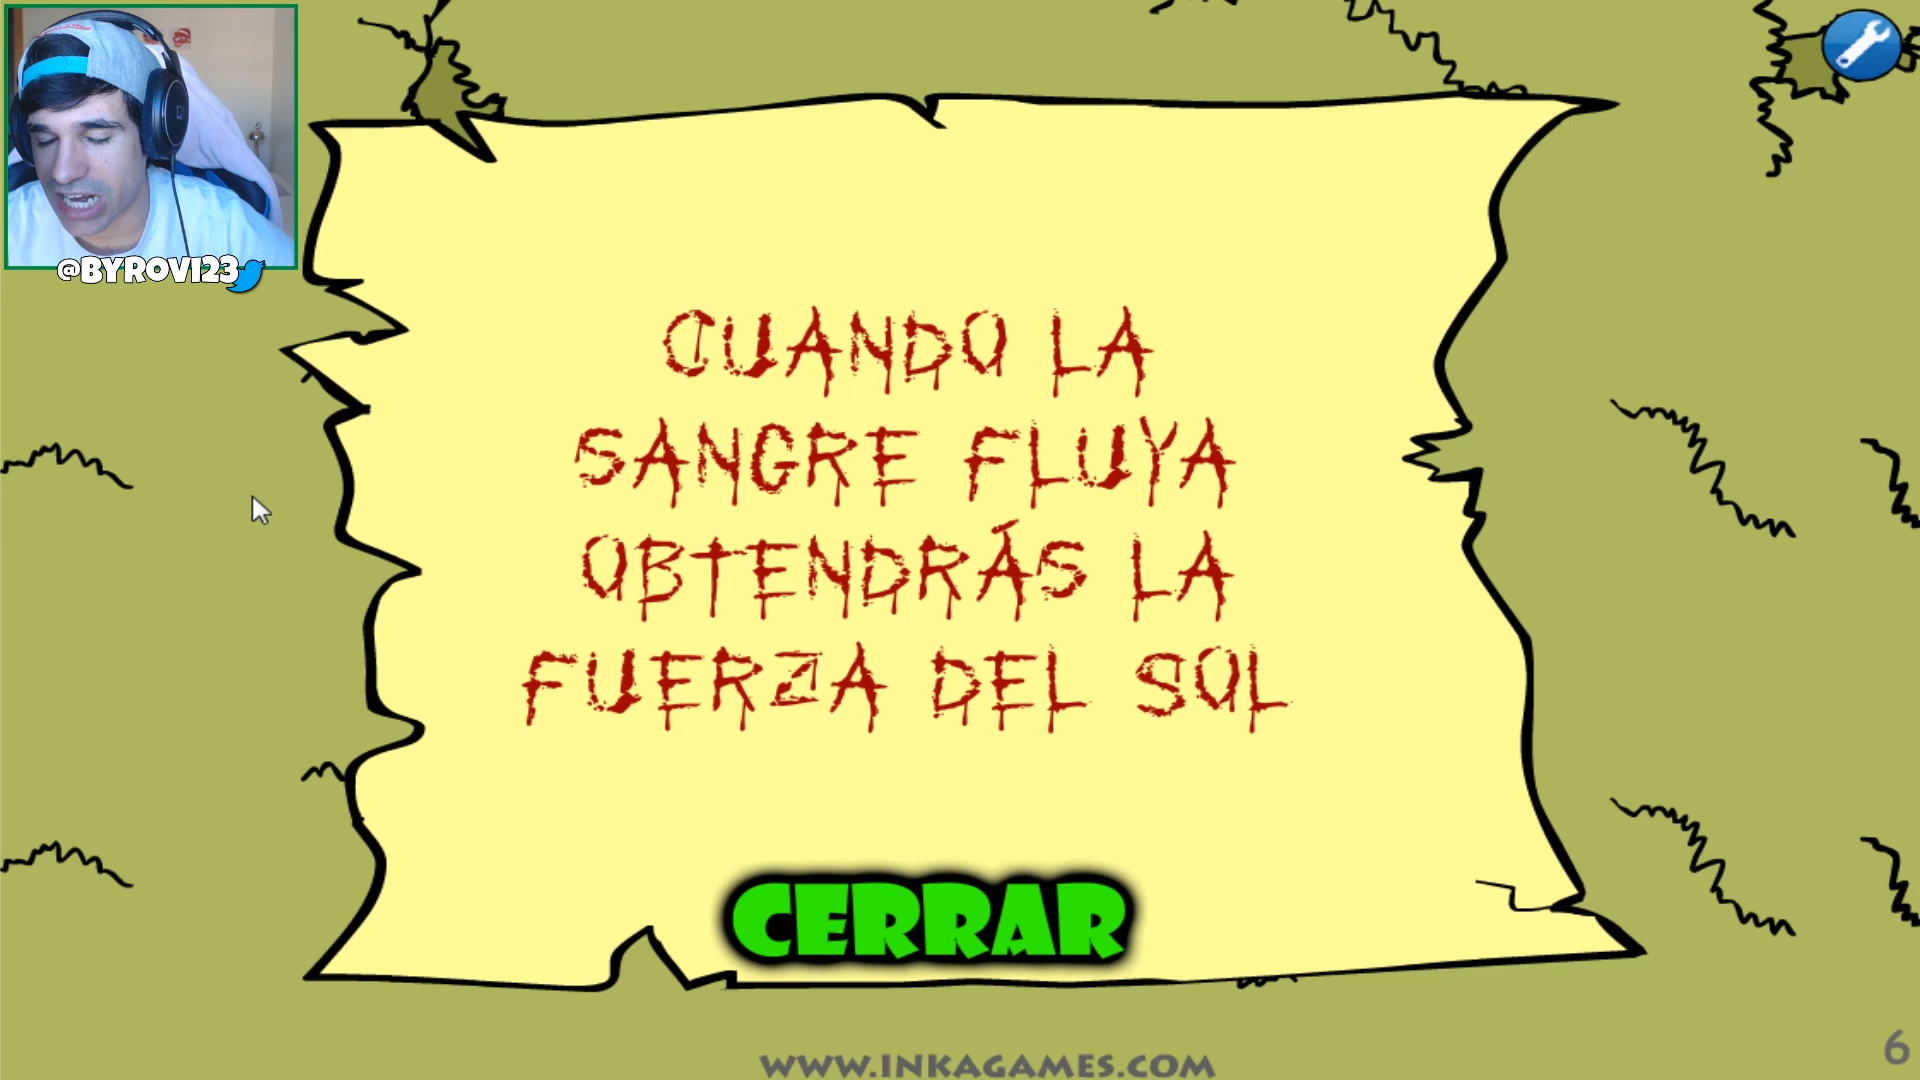 @BYROVI23
CUANDO LA
SANGRE FLUYA
OBTENDRÁS LA
FUERZA DEL SOL
CERRAR
6
WWW.INKAGAMES.COM